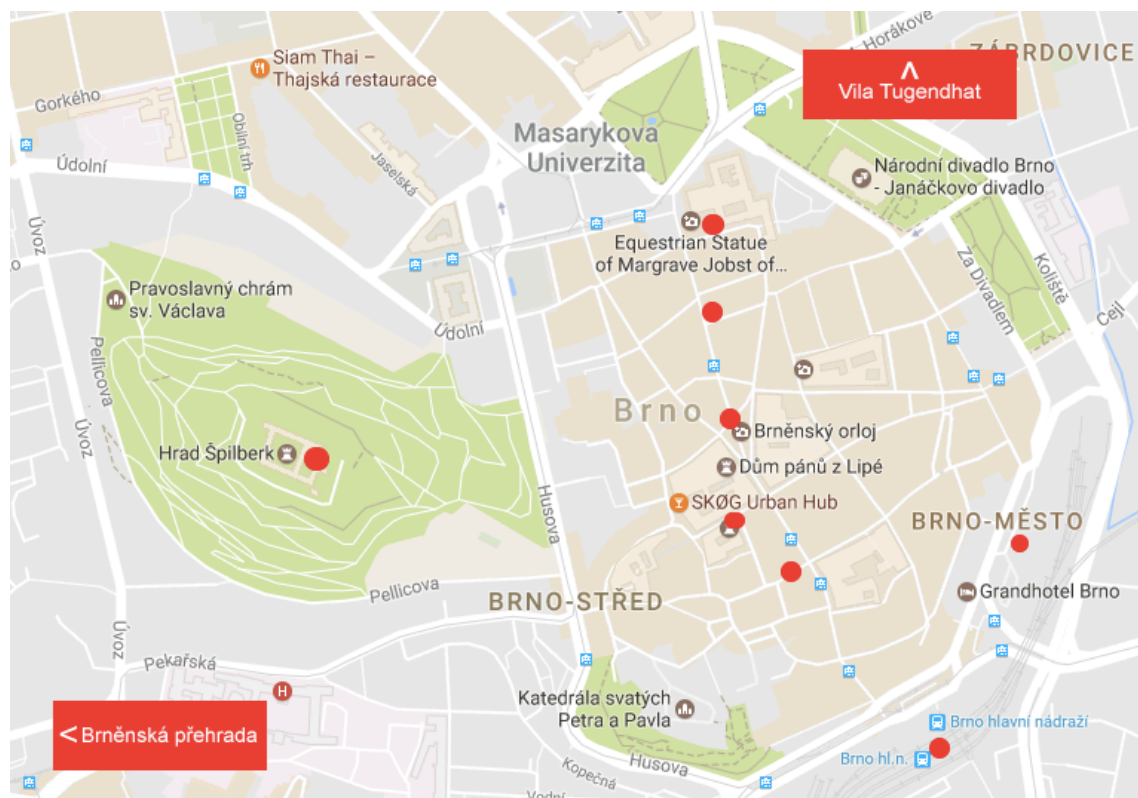 Siam Thai –
Thajská restaurace
Gorkého
Obilní trh
Údolní
Jaselská
Masarykova
Univerzita
Horákové
ZÁBRDOVICE
^
Vila Tugendhat
Národní divadlo Brno
- Janáčkovo divadlo
Úvoz
Equestrian Statue
of Margrave Jobst of...
Za Divadlem
Koliště
Cejl
Pravoslavný chrám
sv. Václava
Údolní
Pellicova
Úvoz
Brno
Brněnský orloj
Hrad Špilberk
Dům pánů z Lipé
SKØG Urban Hub
Husova
BRNO-MĚSTO
Pellicova
BRNO-STŘED
Grandhotel Brno
Úvoz
Pekařská
H
Katedrála svatých
Petra a Pavla
< Brněnská přehrada
Brno hlavní nádraží
Brno hl.n.
Husova
Kopečná
Vodní